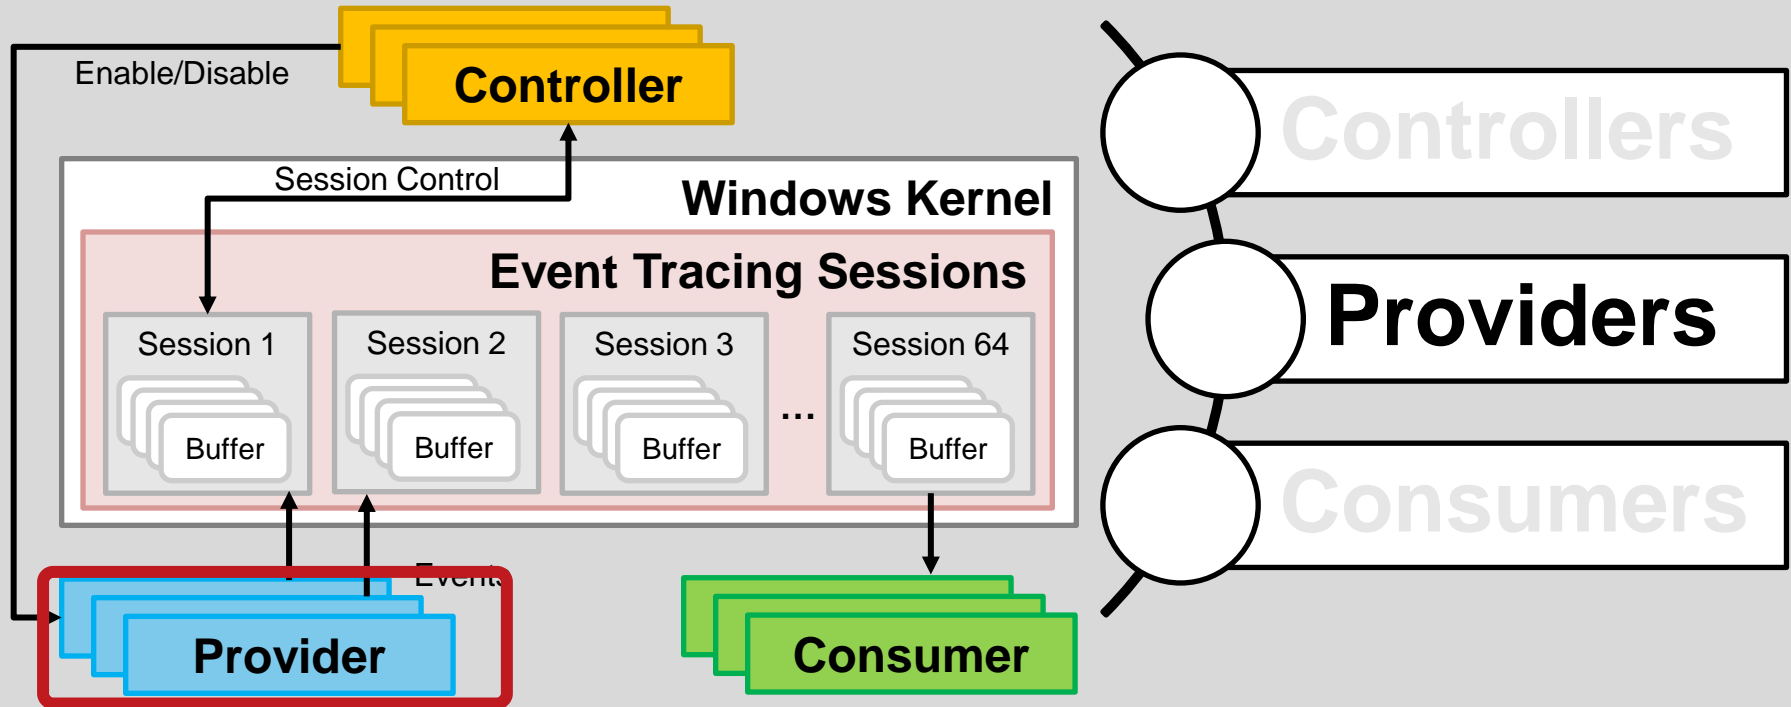 Enable/Disable
Controller
Session Control
Windows Kernel
Event Tracing Sessions
Session 1
Session 2
Session 3
Session 64
Buffer
Buffer
Buffer
...
Buffer
Events
Provider
Consumer
Controllers
Providers
Consumers